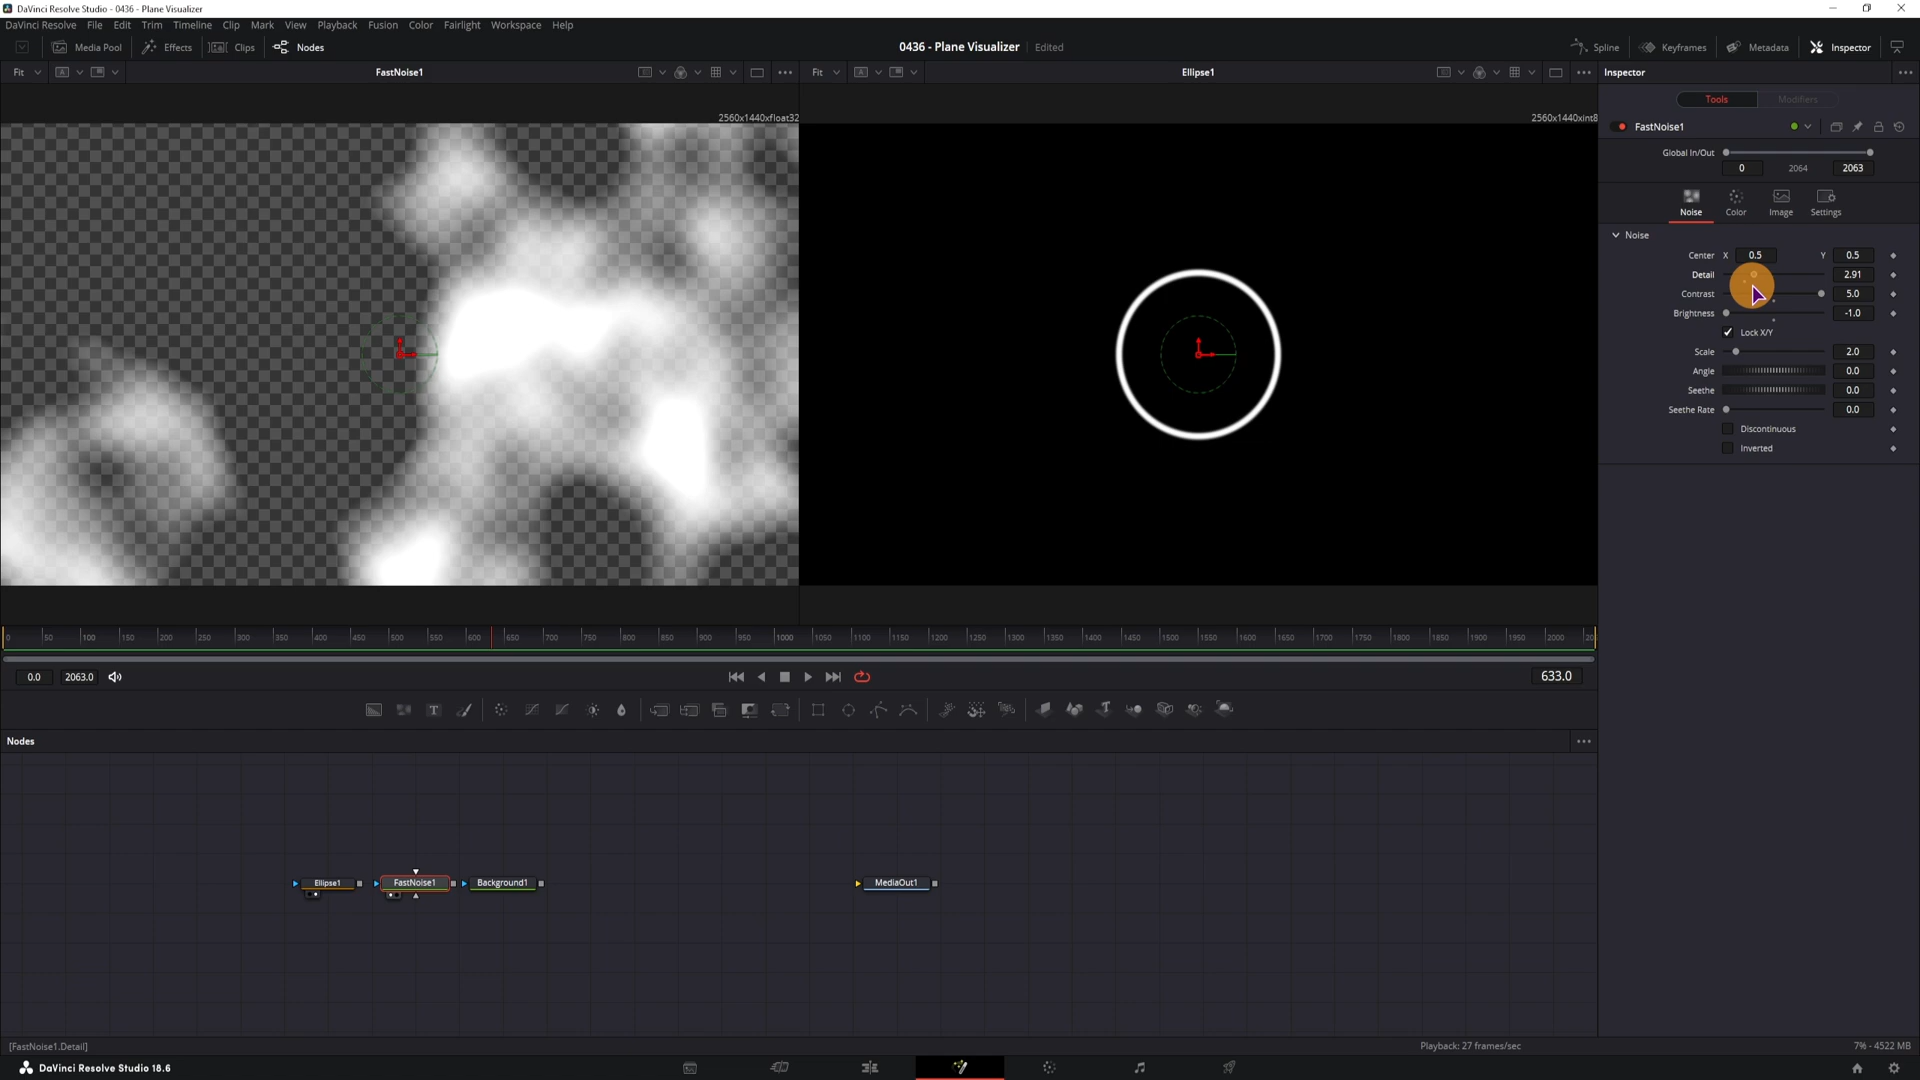 DaVinci Resolve Studio - 0436 - Plane Visualizer
DaVinci Resolve File Edit Trim Timeline Clip Mark View Playback Fusion Color Fairlight Workspace Help
Media Pool Effects Clips Nodes 0436 - Plane Visualizer Edited Spline Keyframes Metadata Inspector
Fit FastNoise1 Fit Ellipse1 Inspector
Tools Modifiers
2560x1440xfloat32 2560x1440xint8
FastNoise1
Global In/Out
0 2064 2063
Noise Color Image Settings
Noise
Center X 0.5 Y 0.5
Detail 2.91
Contrast 5.0
Brightness -1.0
Lock X/Y
Scale 2.0
Angle 0.0
Seethe 0.0
Seethe Rate 0.0
Discontinuous
Inverted
0 50 100 150 200 250 300 350 400 450 500 550 600 650 700 750 800 850 900 950 1000 1050 1100 1150 1200 1250 1300 1350 1400 1450 1500 1550 1600 1650 1700 1750 1800 1850 1900 1950 2000
0.0 2063.0 633.0
Nodes
Ellipse1 FastNoise1 Background1 MediaOut1
[FastNoise1.Detail] Playback: 27 frames/sec 7% - 4522 MB
DaVinci Resolve Studio 18.6